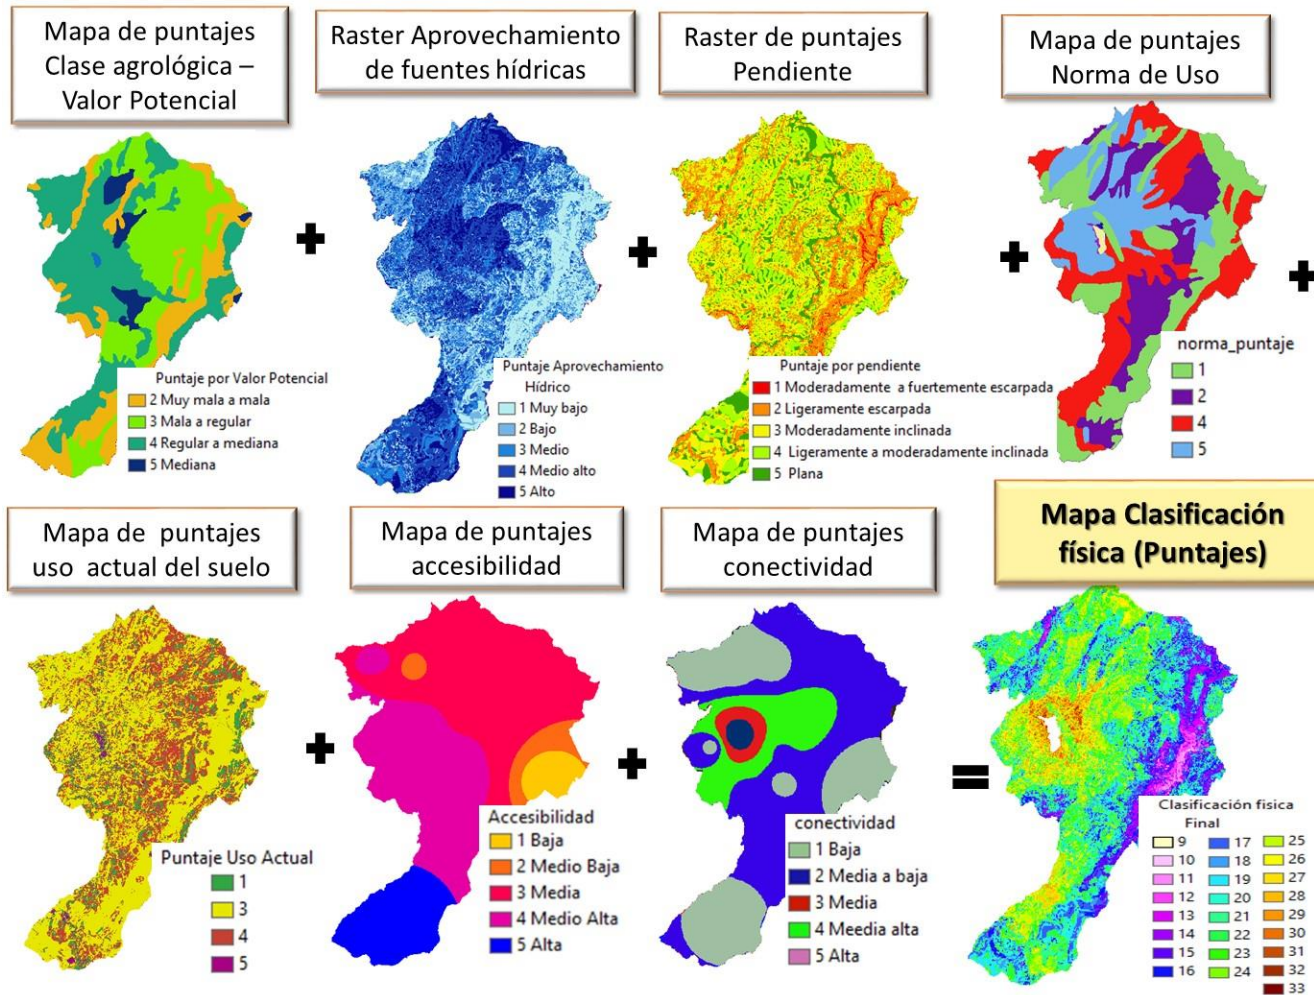 Mapa de puntajes
Clase agrológica –
Valor Potencial
Raster Aprovechamiento
de fuentes hídricas
Raster de puntajes
Pendiente
Mapa de puntajes
Norma de Uso
Puntaje por Valor Potencial
2 Muy mala a mala
3 Mala a regular
4 Regular a mediana
5 Mediana
+
Puntaje Aprovechamiento
Hídrico
1 Muy bajo
2 Bajo
3 Medio
4 Medio alto
5 Alto
+
Puntaje por pendiente
1 Moderadamente a fuertemente escarpada
2 Ligeramente escarpada
3 Moderadamente inclinada
4 Ligeramente a moderadamente inclinada
5 Plana
+
norma_puntaje
1
2
4
5
+
Mapa de puntajes
uso actual del suelo
Mapa de puntajes
accesibilidad
Mapa de puntajes
conectividad
Mapa Clasificación
física (Puntajes)
Puntaje Uso Actual
1
3
4
5
+
Accesibilidad
1 Baja
2 Medio Baja
3 Media
4 Medio Alta
5 Alta
+
conectividad
1 Baja
2 Media a baja
3 Media
4 Meedia alta
5 Alta
=
Clasificación fisica
Final
9
10
11
12
13
14
15
16
17
18
19
20
21
22
23
24
25
26
27
28
29
30
31
32
33